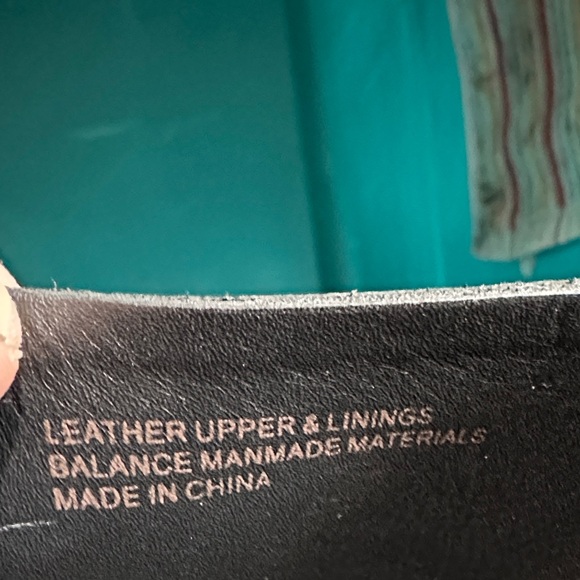 LEATHER UPPER & LININGS
BALANCE MANMADE MATERIALS
MADE IN CHINA